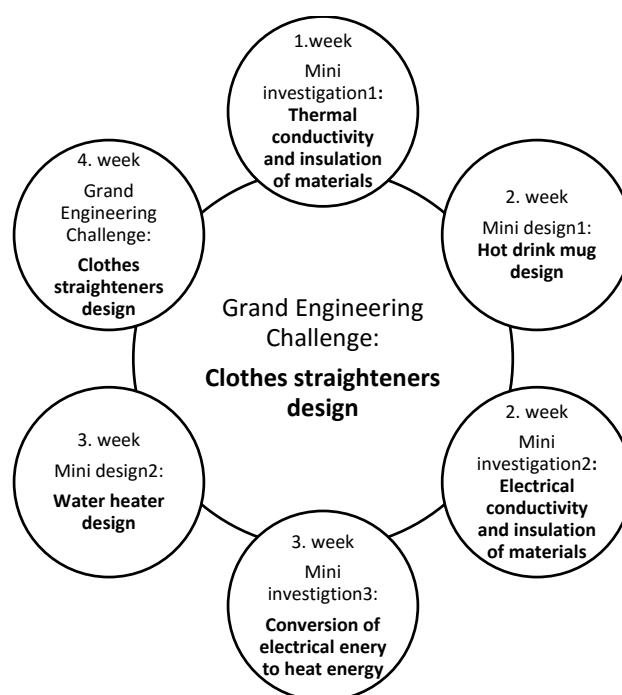 1.week
Mini
investigation1:
Thermal
conductivity
and insulation
of materials
2. week
Mini design1:
Hot drink mug
design
2. week
Mini
investigation2:
Electrical
conductivity
and insulation
of materials
3. week
Mini
investigtion3:
Conversion of
electrical enery
to heat energy
3. week
Mini design2:
Water heater
design
4. week
Grand
Engineering
Challenge:
Clothes
straighteners
design
Grand Engineering
Challenge:
Clothes straighteners
design